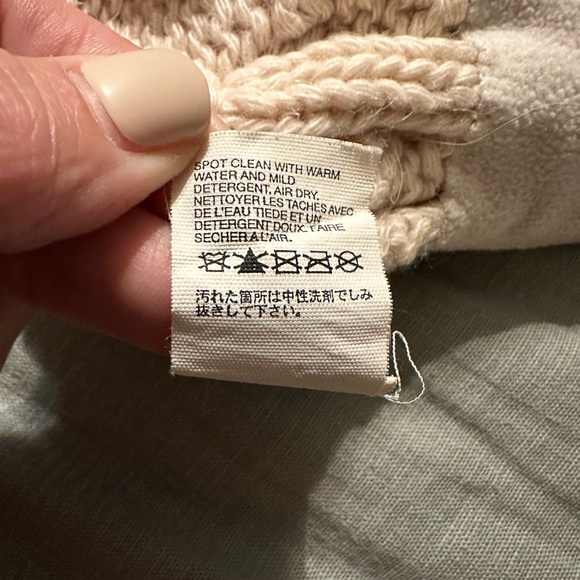 SPOT CLEAN WITH WARM
WATER AND MILD
DETERGENT, AIR DRY.
NETTOYER LES TACHES AVEC
DE L'EAU TIEDE ET UN
DETERGENT DOUX. FAIRE
SECHER A L'AIR.
汚れた箇所は中性洗剤でしみ
抜きして下さい。